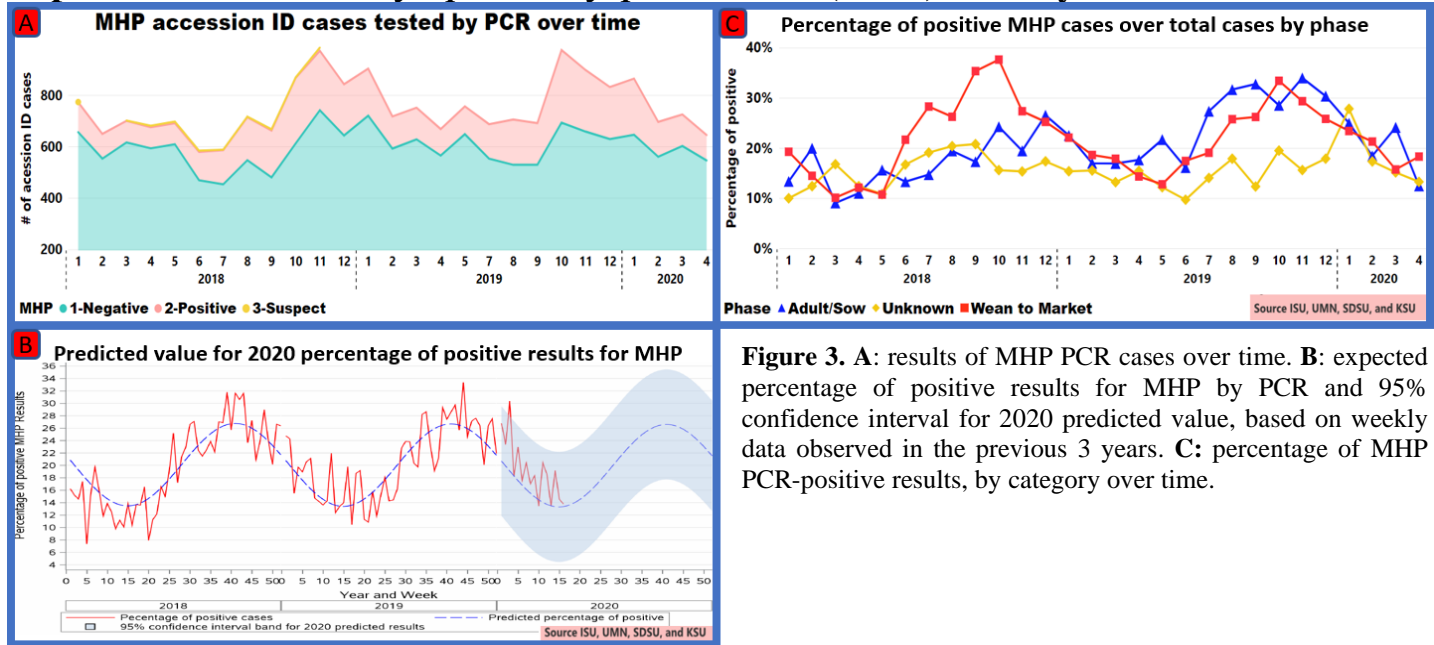 A
MHP accession ID cases tested by PCR over time
# of acession ID cases
800
600
400
200
1 2 3 4 5 6 7 8 9 10 11 12 1 2 3 4 5 6 7 8 9 10 11 12 1 2 3 4
2018 2019 2020
MHP 1-Negative 2-Positive 3-Suspect
C
Percentage of positive MHP cases over total cases by phase
Percentage of positive
40%
30%
20%
10%
0%
1 2 3 4 5 6 7 8 9 10 11 12 1 2 3 4 5 6 7 8 9 10 11 12 1 2 3 4
2018 2019 2020
Phase Adult/Sow Unknown Wean to Market
Source ISU, UMN, SDSU, and KSU
B
Predicted value for 2020 percentage of positive results for MHP
Percentage of positive MHP Results
36
34
32
30
28
26
24
22
20
18
16
14
12
10
8
6
4
0 5 10 15 20 25 30 35 40 45 500 5 10 15 20 25 30 35 40 45 500 5 10 15 20 25 30 35 40 45 50
Year and Week
2018 2019 2020
Pecentage of positive cases Predicted percentage of positive
95% confidence interval band for 2020 predicted results
Source ISU, UMN, SDSU, and KSU
Figure 3. A: results of MHP PCR cases over time. B: expected
percentage of positive results for MHP by PCR and 95%
confidence interval for 2020 predicted value, based on weekly
data observed in the previous 3 years. C: percentage of MHP
PCR-positive results, by category over time.